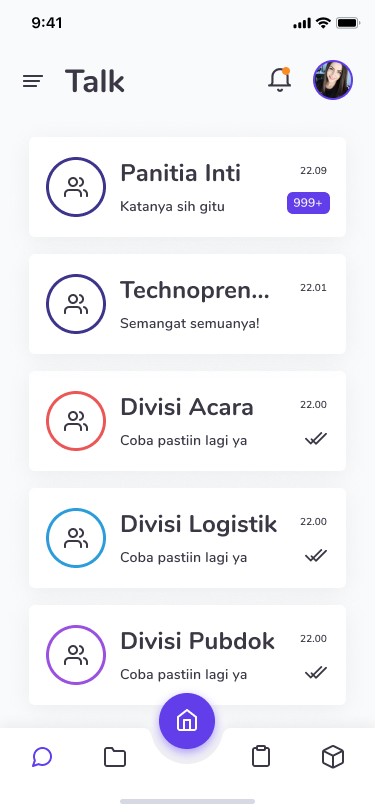 9:41
Talk
Panitia Inti
22.09
Katanya sih gitu
999+
Technopren...
22.01
Semangat semuanya!
Divisi Acara
22.00
Coba pastiin lagi ya
Divisi Logistik
22.00
Coba pastiin lagi ya
Divisi Pubdok
22.00
Coba pastiin lagi ya